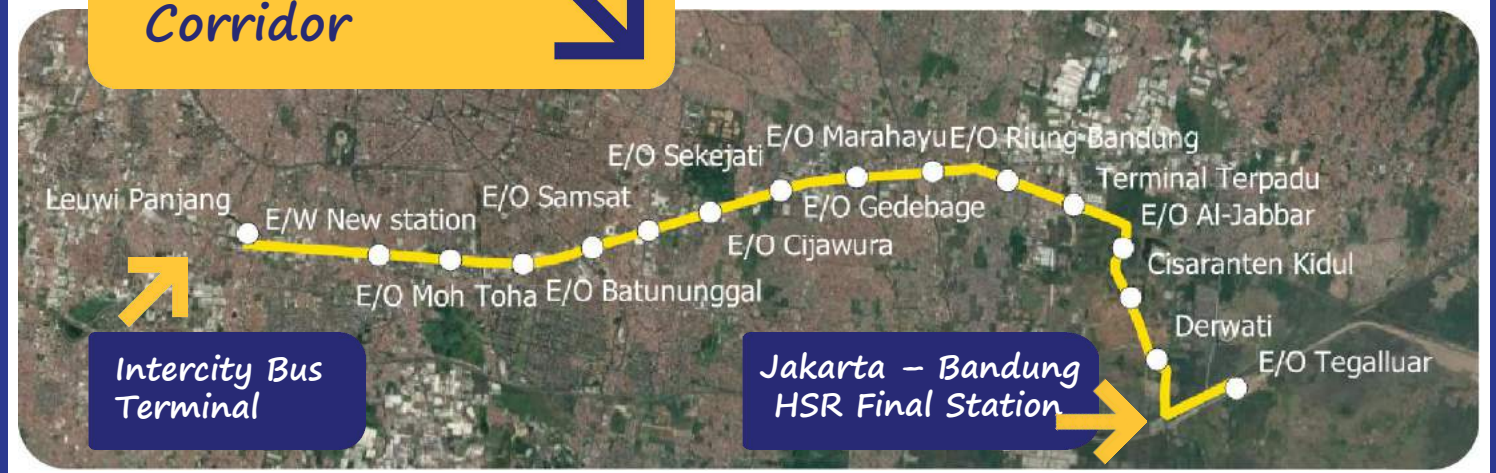 Corridor
Leuwi Panjang
E/W New station
E/O Moh Toha
E/O Samsat
E/O Batununggal
E/O Sekejati
E/O Cijawura
E/O Marahayu
E/O Gedebage
E/O Riung Bandung
Terminal Terpadu
E/O Al-Jabbar
Cisaranten Kidul
Derwati
E/O Tegalluar
Intercity Bus
Terminal
Jakarta – Bandung
HSR Final Station